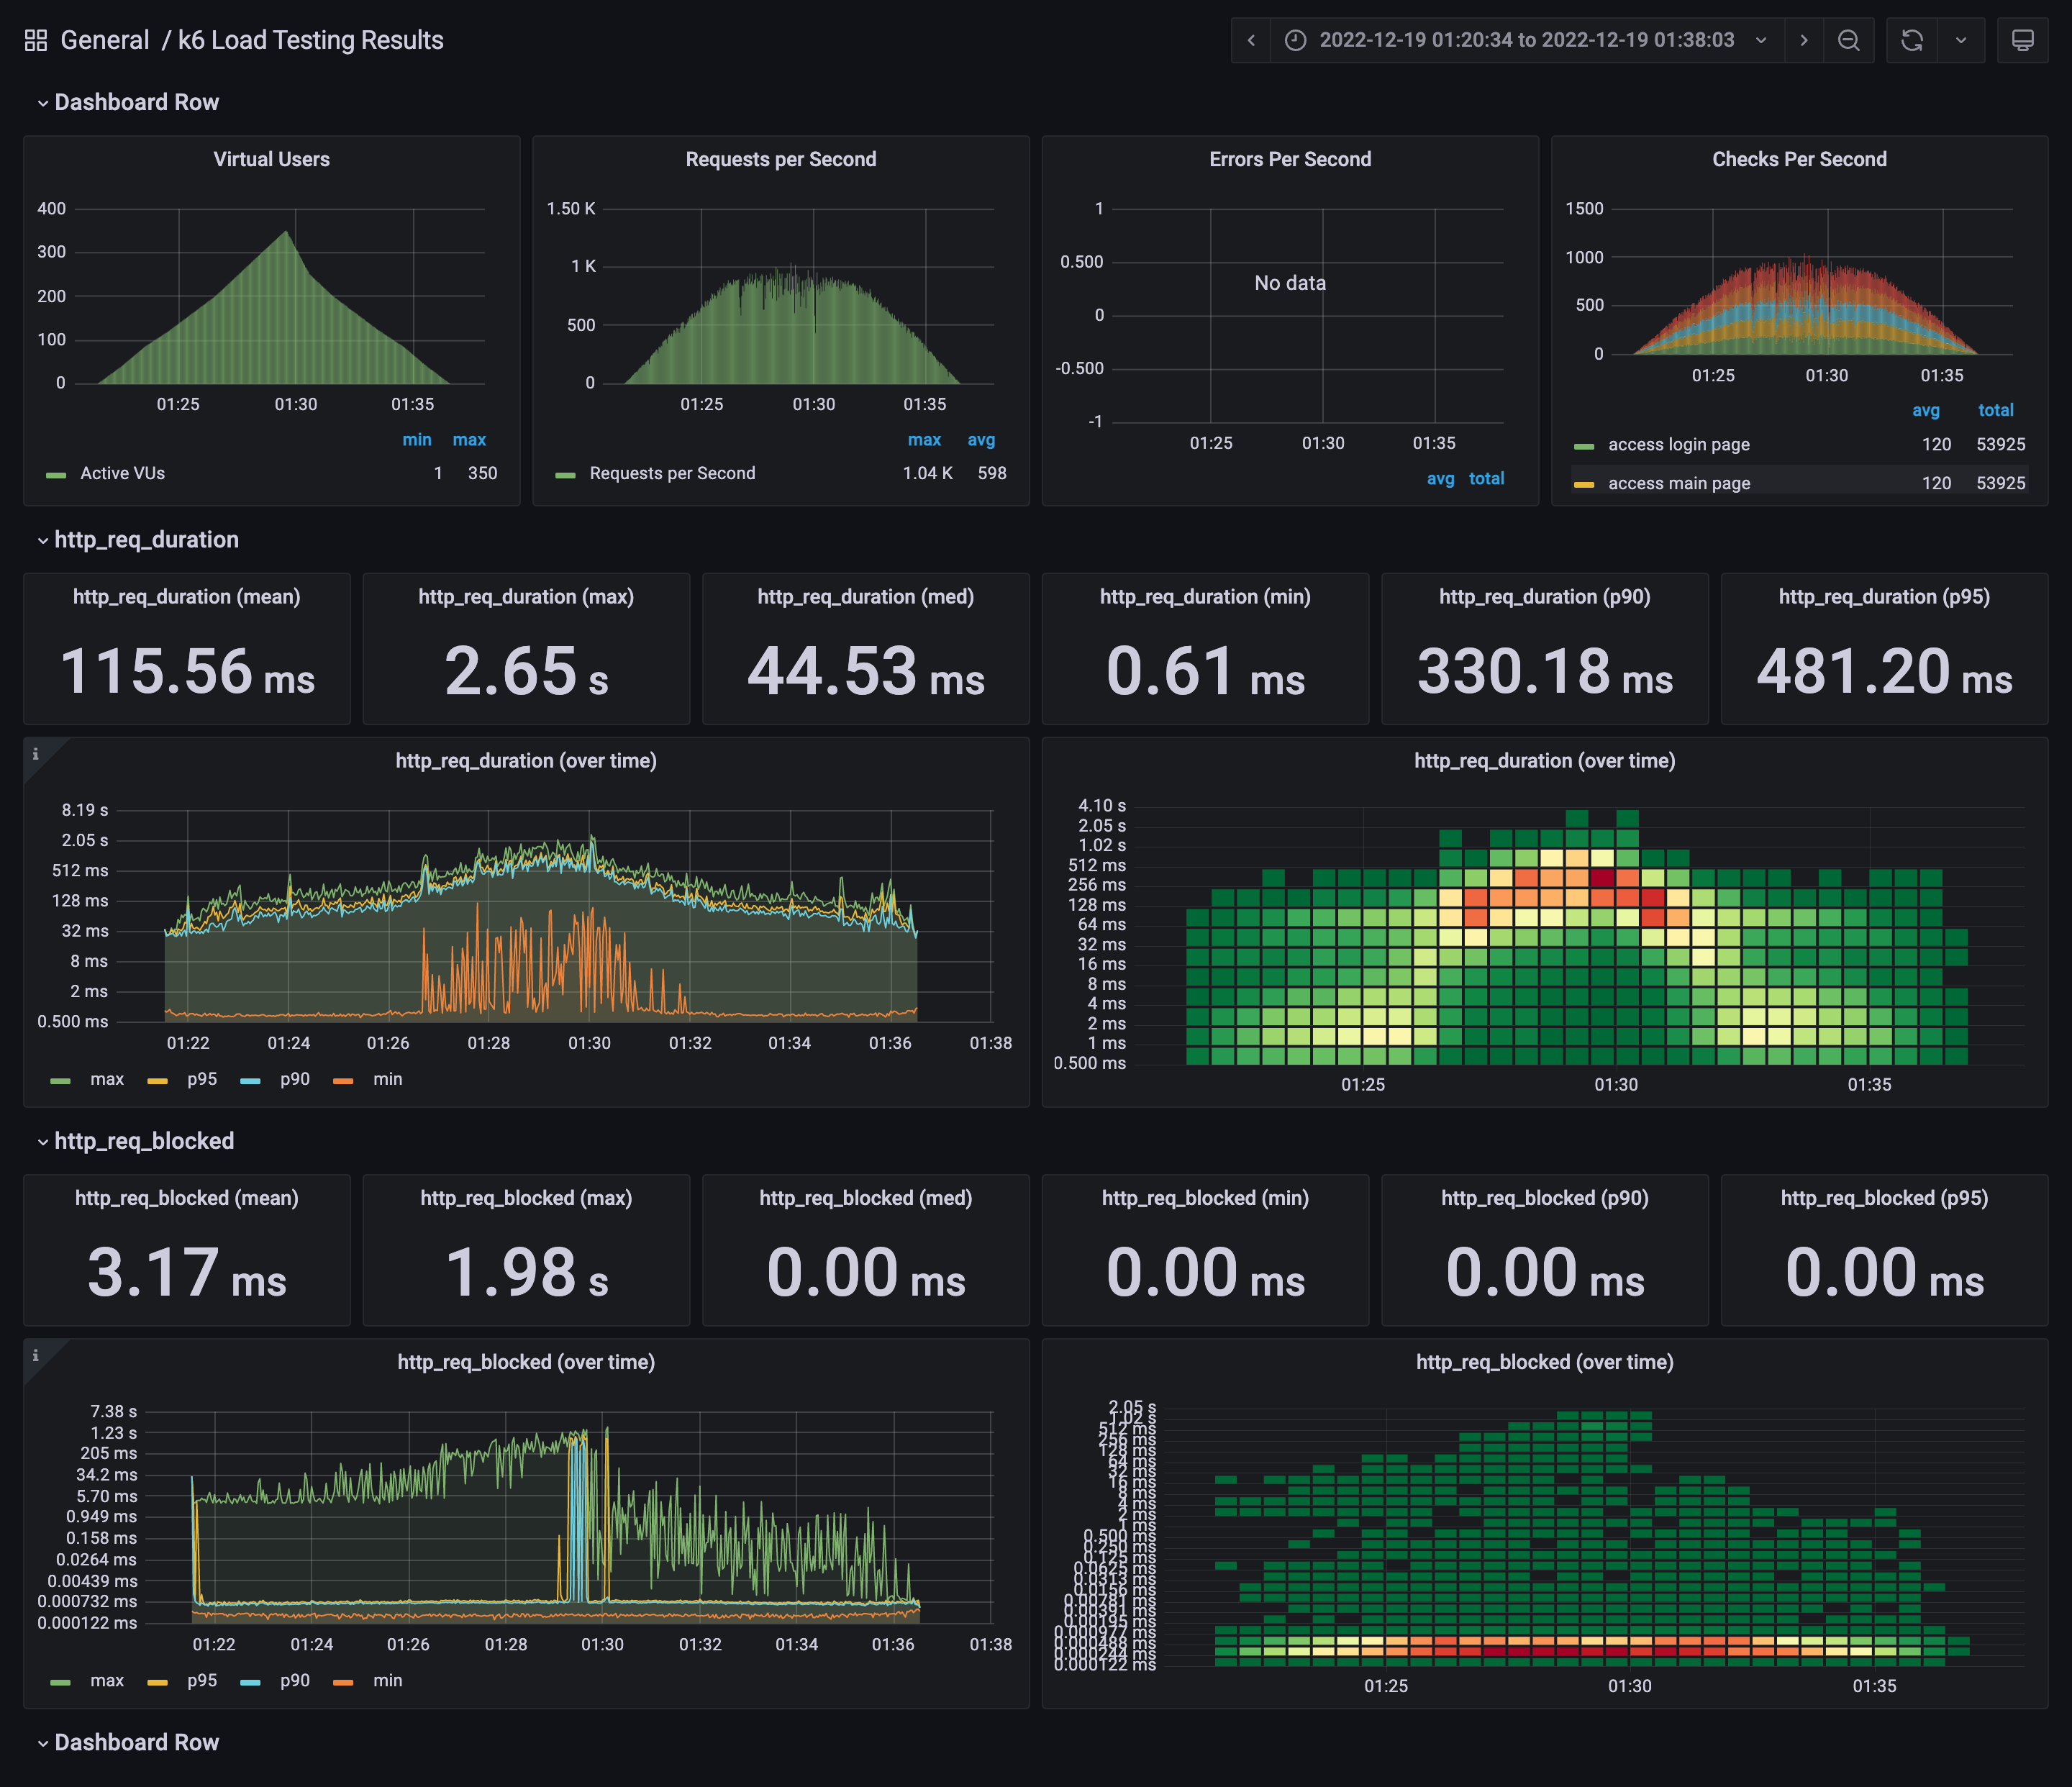 General / k6 Load Testing Results
2022-12-19 01:20:34 to 2022-12-19 01:38:03
Dashboard Row
Virtual Users
400
300
200
100
0
01:25 01:30 01:35
min max
Active VUs 1 350
Requests per Second
1.50 K
1 K
500
0
01:25 01:30 01:35
max avg
Requests per Second 1.04 K 598
Errors Per Second
1
0.500
0
-0.500
-1
No data
01:25 01:30 01:35
avg total
Checks Per Second
1500
1000
500
0
01:25 01:30 01:35
avg total
access login page 120 53925
access main page 120 53925
http_req_duration
http_req_duration (mean)
115.56 ms
http_req_duration (max)
2.65 s
http_req_duration (med)
44.53 ms
http_req_duration (min)
0.61 ms
http_req_duration (p90)
330.18 ms
http_req_duration (p95)
481.20 ms
i
http_req_duration (over time)
8.19 s
2.05 s
512 ms
128 ms
32 ms
8 ms
2 ms
0.500 ms
01:22 01:24 01:26 01:28 01:30 01:32 01:34 01:36 01:38
max p95 p90 min
http_req_duration (over time)
4.10 s
2.05 s
1.02 s
512 ms
256 ms
128 ms
64 ms
32 ms
16 ms
8 ms
4 ms
2 ms
1 ms
0.500 ms
01:25 01:30 01:35
http_req_blocked
http_req_blocked (mean)
3.17 ms
http_req_blocked (max)
1.98 s
http_req_blocked (med)
0.00 ms
http_req_blocked (min)
0.00 ms
http_req_blocked (p90)
0.00 ms
http_req_blocked (p95)
0.00 ms
i
http_req_blocked (over time)
7.38 s
1.23 s
205 ms
34.2 ms
5.70 ms
0.949 ms
0.158 ms
0.0264 ms
0.00439 ms
0.000732 ms
0.000122 ms
01:22 01:24 01:26 01:28 01:30 01:32 01:34 01:36 01:38
max p95 p90 min
http_req_blocked (over time)
2.05 s
1.02 s
512 ms
256 ms
128 ms
64 ms
32 ms
16 ms
8 ms
4 ms
2 ms
1 ms
0.500 ms
0.250 ms
0.125 ms
0.0625 ms
0.0313 ms
0.0156 ms
0.00781 ms
0.00391 ms
0.00195 ms
0.000977 ms
0.000488 ms
0.000244 ms
0.000122 ms
01:25 01:30 01:35
Dashboard Row